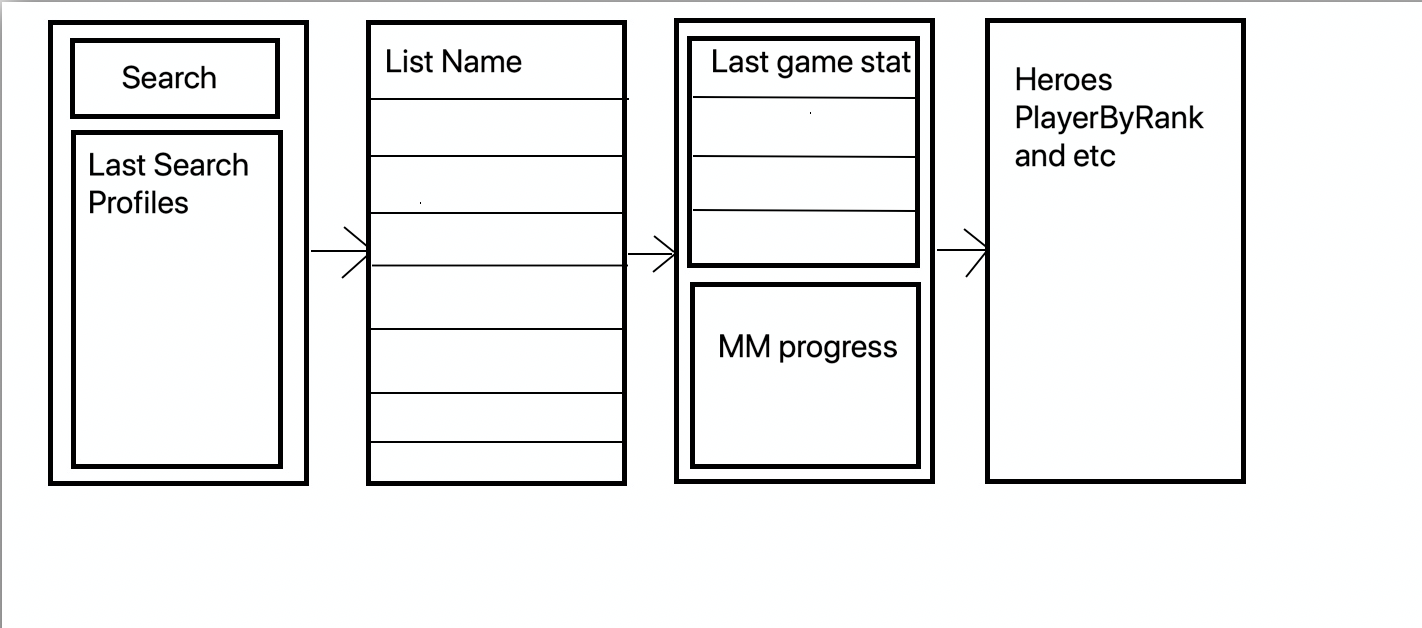 Search
Last Search
Profiles
List Name
Last game stat
MM progress
Heroes
PlayerByRank
and etc